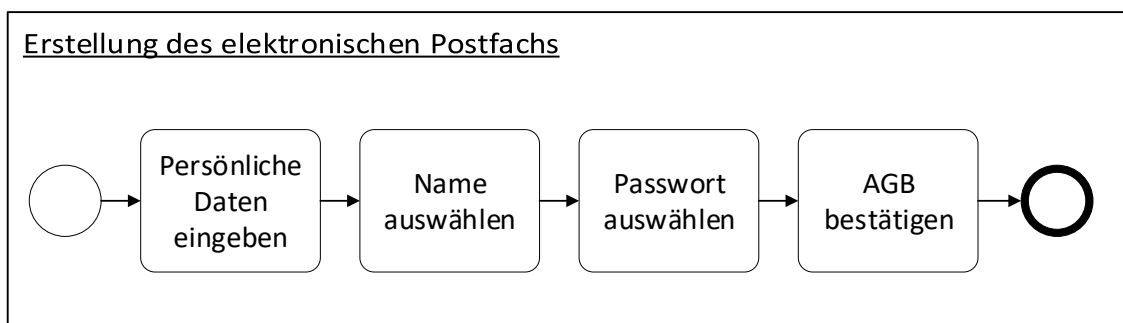 Erstellung des elektronischen Postfachs
Persönliche
Daten
eingeben
Name
auswählen
Passwort
auswählen
AGB
bestätigen